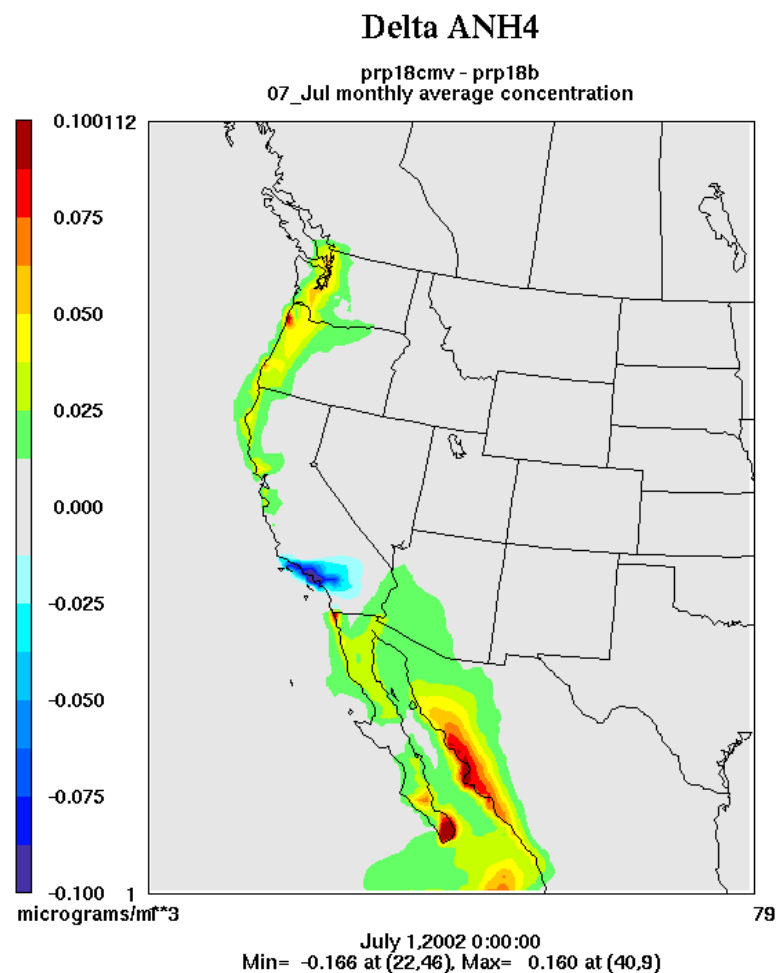 Delta ANH4
prp18cmv - prp18b
07_Jul monthly average concentration
0.100
112
0.075
0.050
0.025
0.000
-0.025
-0.050
-0.075
-0.100
1
micrograms/m**3
79
July 1,2002 0:00:00
Min= -0.166 at (22,46), Max= 0.160 at (40,9)